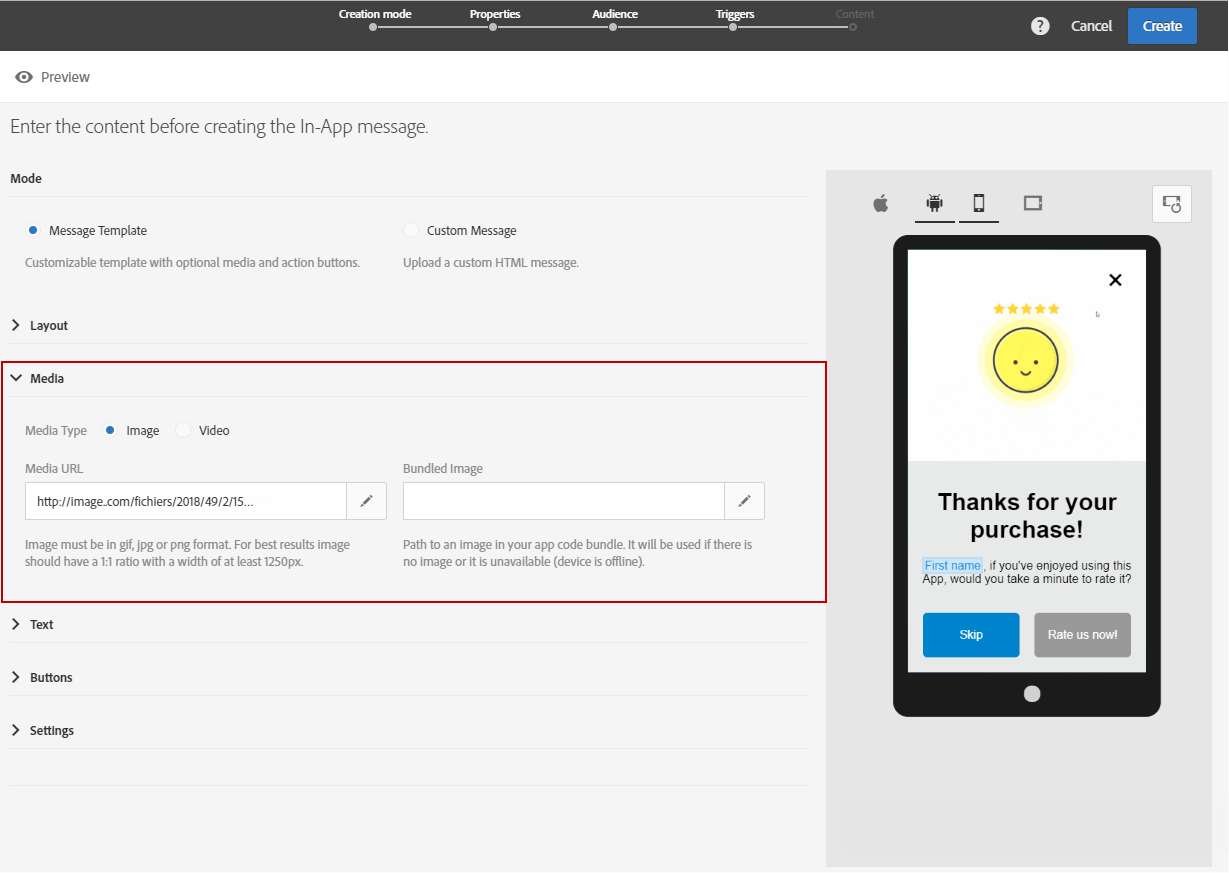 Creation mode Properties Audience Triggers Content
? Cancel Create
Preview
Enter the content before creating the In-App message.
Mode
Message Template Custom Message
Customizable template with optional media and action buttons. Upload a custom HTML message.
Layout
Media
Media Type Image Video
Media URL Bundled Image
http://image.com/fichiers/2018/49/2/15...
Image must be in gif, jpg or png format. For best results image Path to an image in your app code bundle. It will be used if there is
should have a 1:1 ratio with a width of at least 1250px. no image or it is unavailable (device is offline).
Text
Buttons
Settings
Thanks for your
purchase!
First name , if you've enjoyed using this
App, would you take a minute to rate it?
Skip Rate us now!